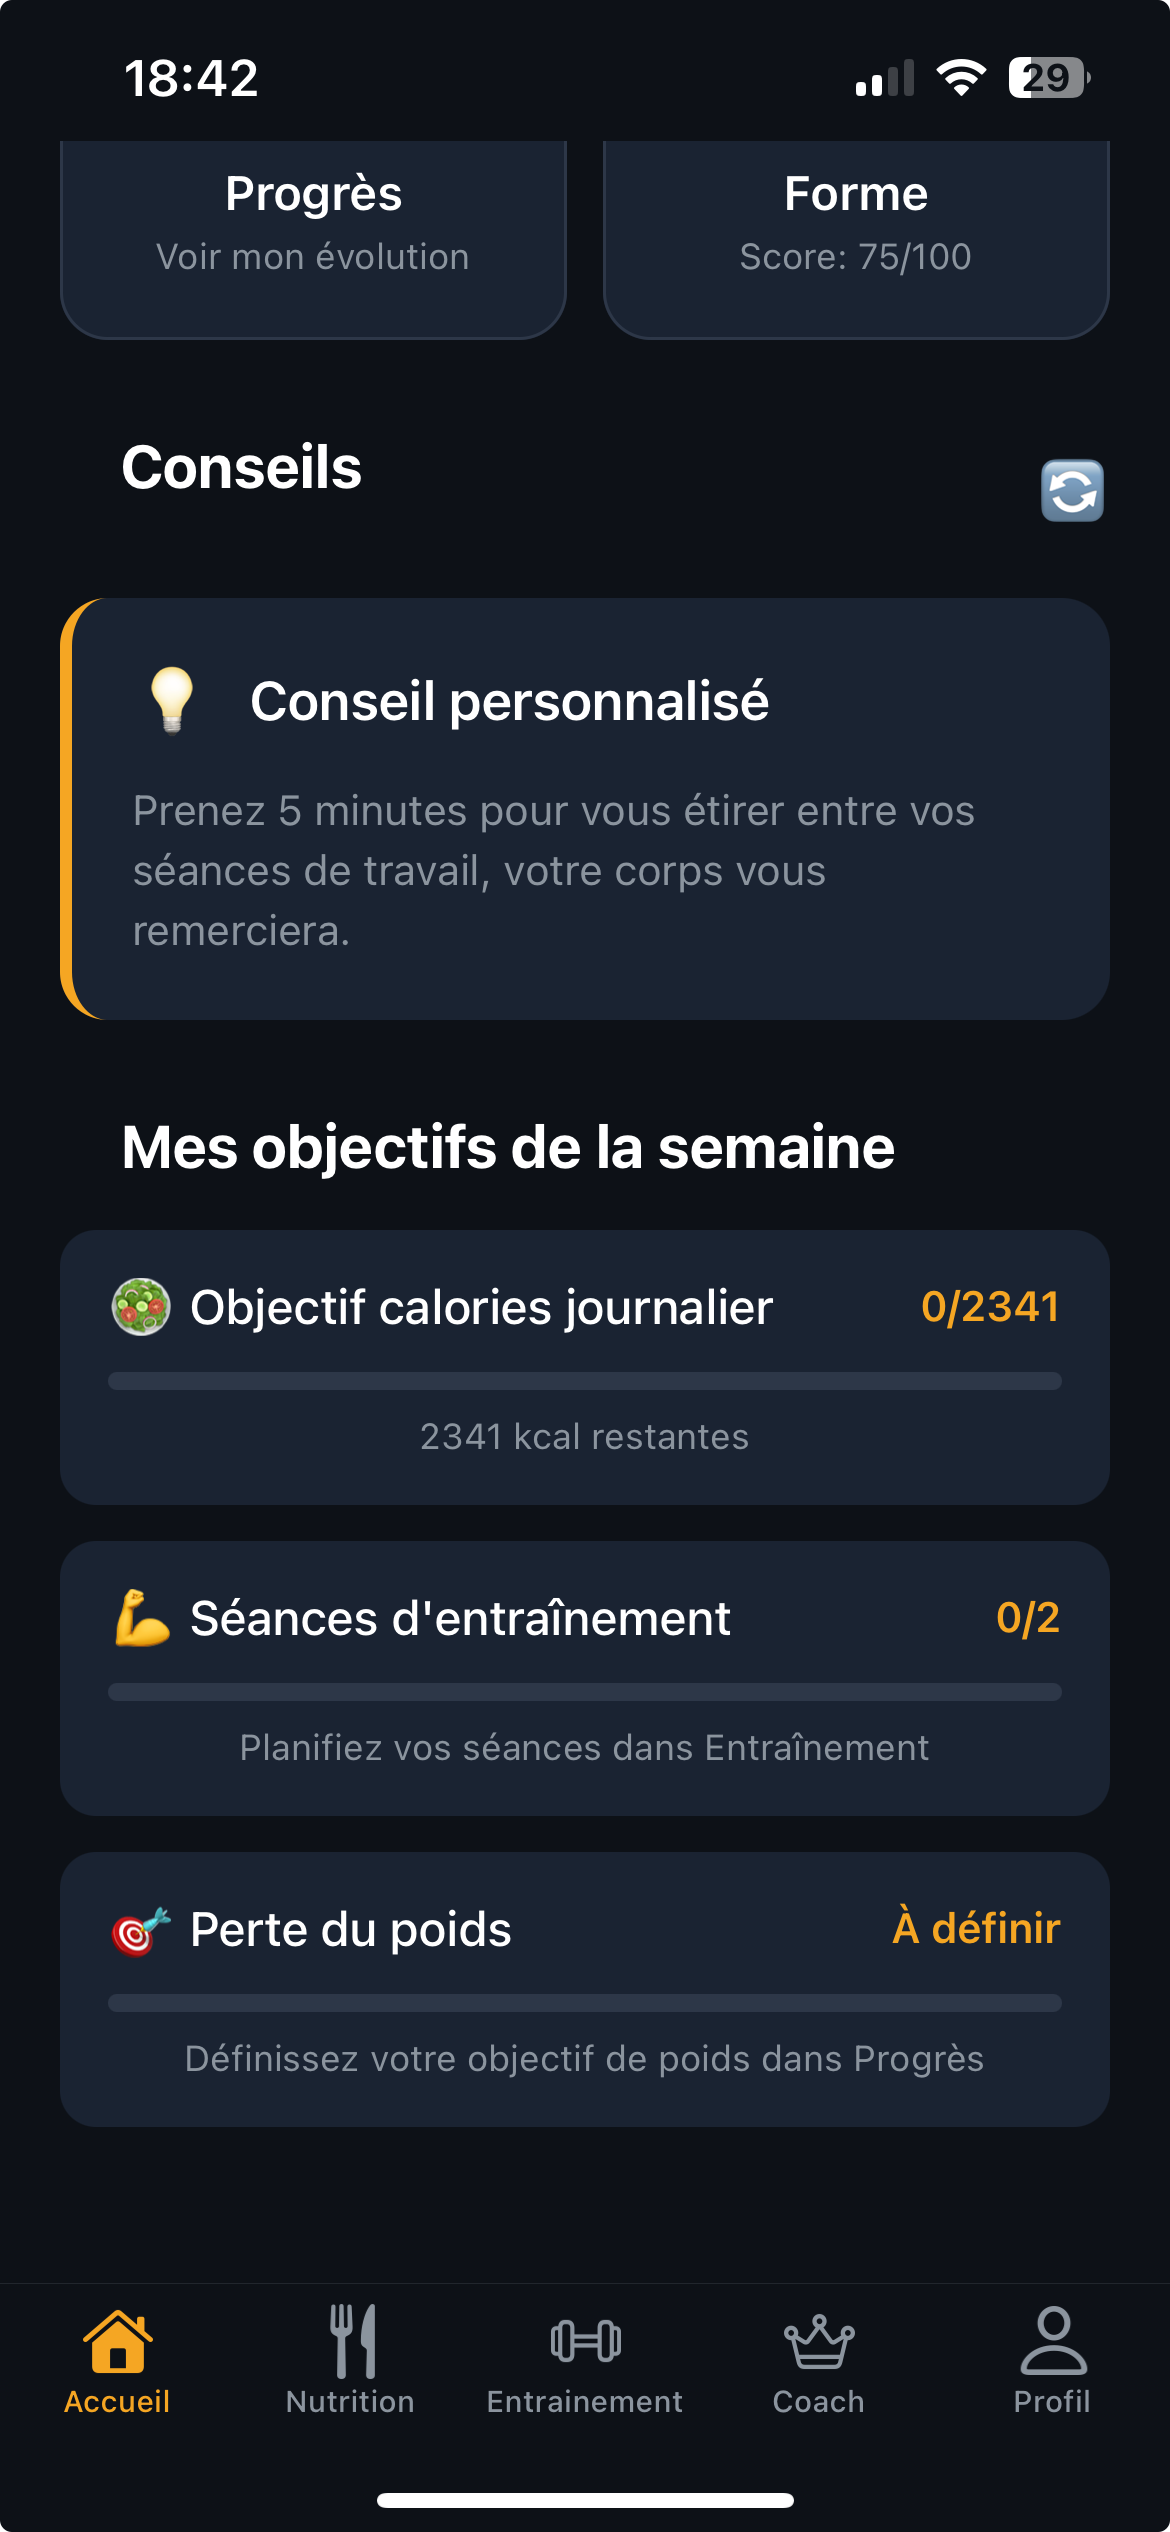 18:42
29
Progrès
Forme
Voir mon évolution
Score: 75/100
Conseils
Conseil personnalisé
Prenez 5 minutes pour vous étirer entre vos
séances de travail, votre corps vous
remerciera.
Mes objectifs de la semaine
Objectif calories journalier
0/2341
2341 kcal restantes
Séances d'entraînement
0/2
Planifiez vos séances dans Entraînement
Perte du poids
À définir
Définissez votre objectif de poids dans Progrès
Accueil
Nutrition
Entrainement
Coach
Profil